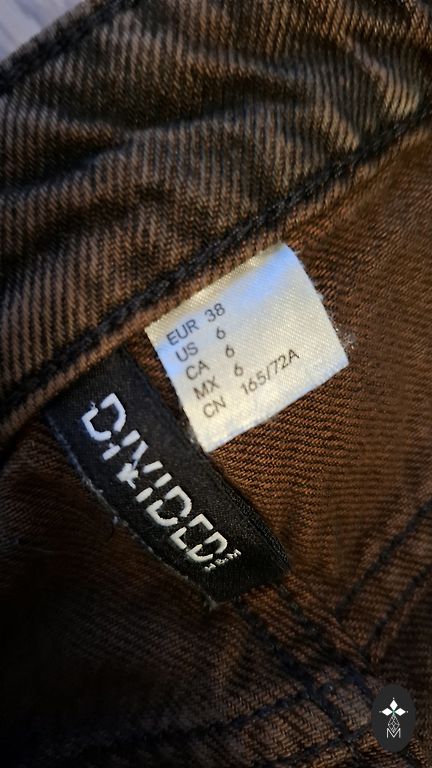 EUR 38
US 6
CA 6
MX 6
CN 165/72A
DIVIDED
H&M
M